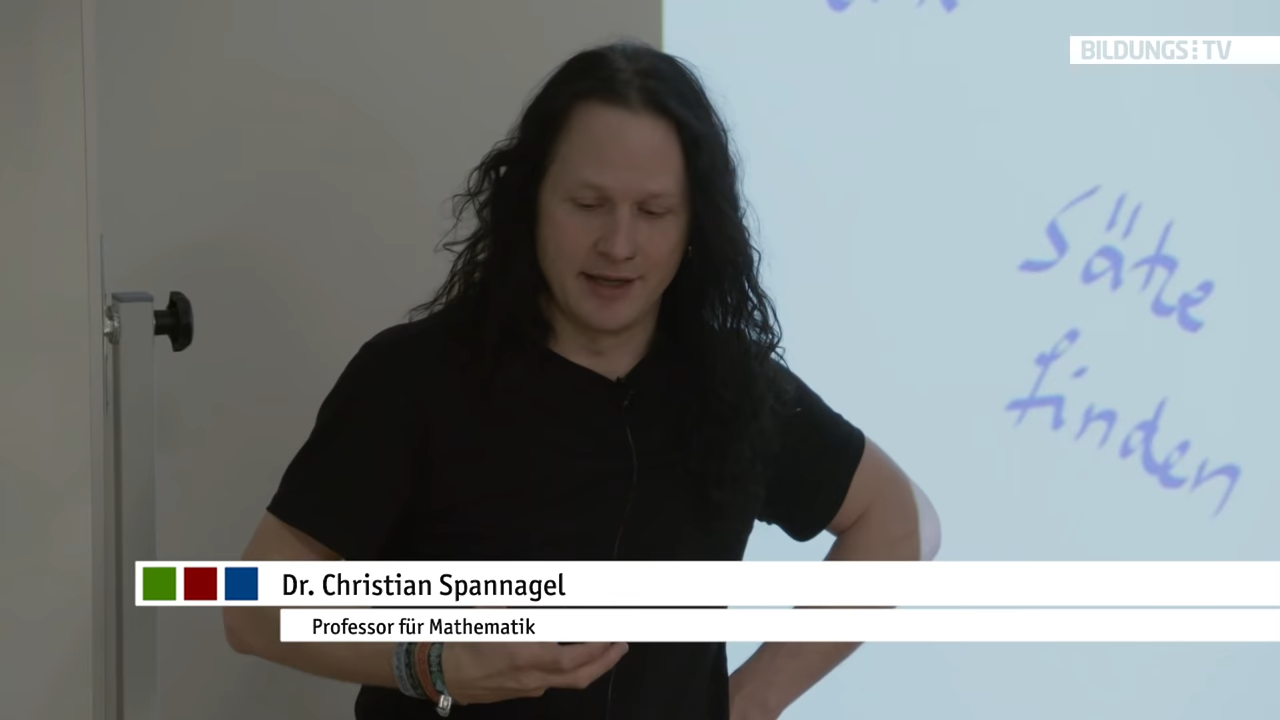 BILDUNGS:TV
Sätze
finden
Dr. Christian Spannagel
Professor für Mathematik